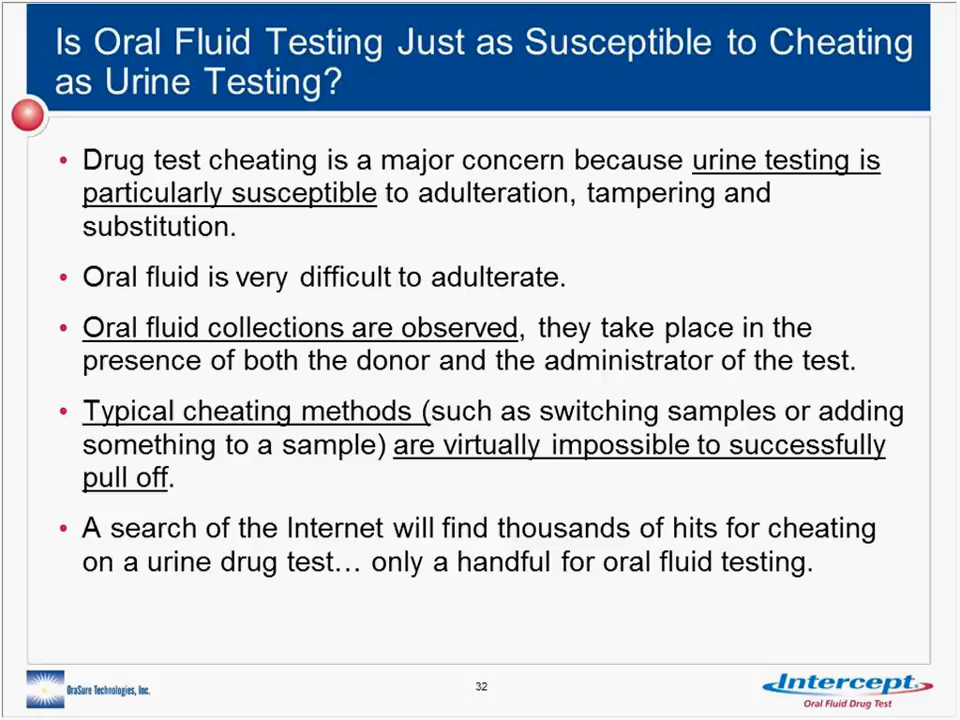 Is Oral Fluid Testing Just as Susceptible to Cheating
as Urine Testing?
• Drug test cheating is a major concern because urine testing is
particularly susceptible to adulteration, tampering and
substitution.
• Oral fluid is very difficult to adulterate.
• Oral fluid collections are observed, they take place in the
presence of both the donor and the administrator of the test.
• Typical cheating methods (such as switching samples or adding
something to a sample) are virtually impossible to successfully
pull off.
• A search of the Internet will find thousands of hits for cheating
on a urine drug test… only a handful for oral fluid testing.
OraSure Technologies, Inc.
32
Intercept
Oral Fluid Drug Test